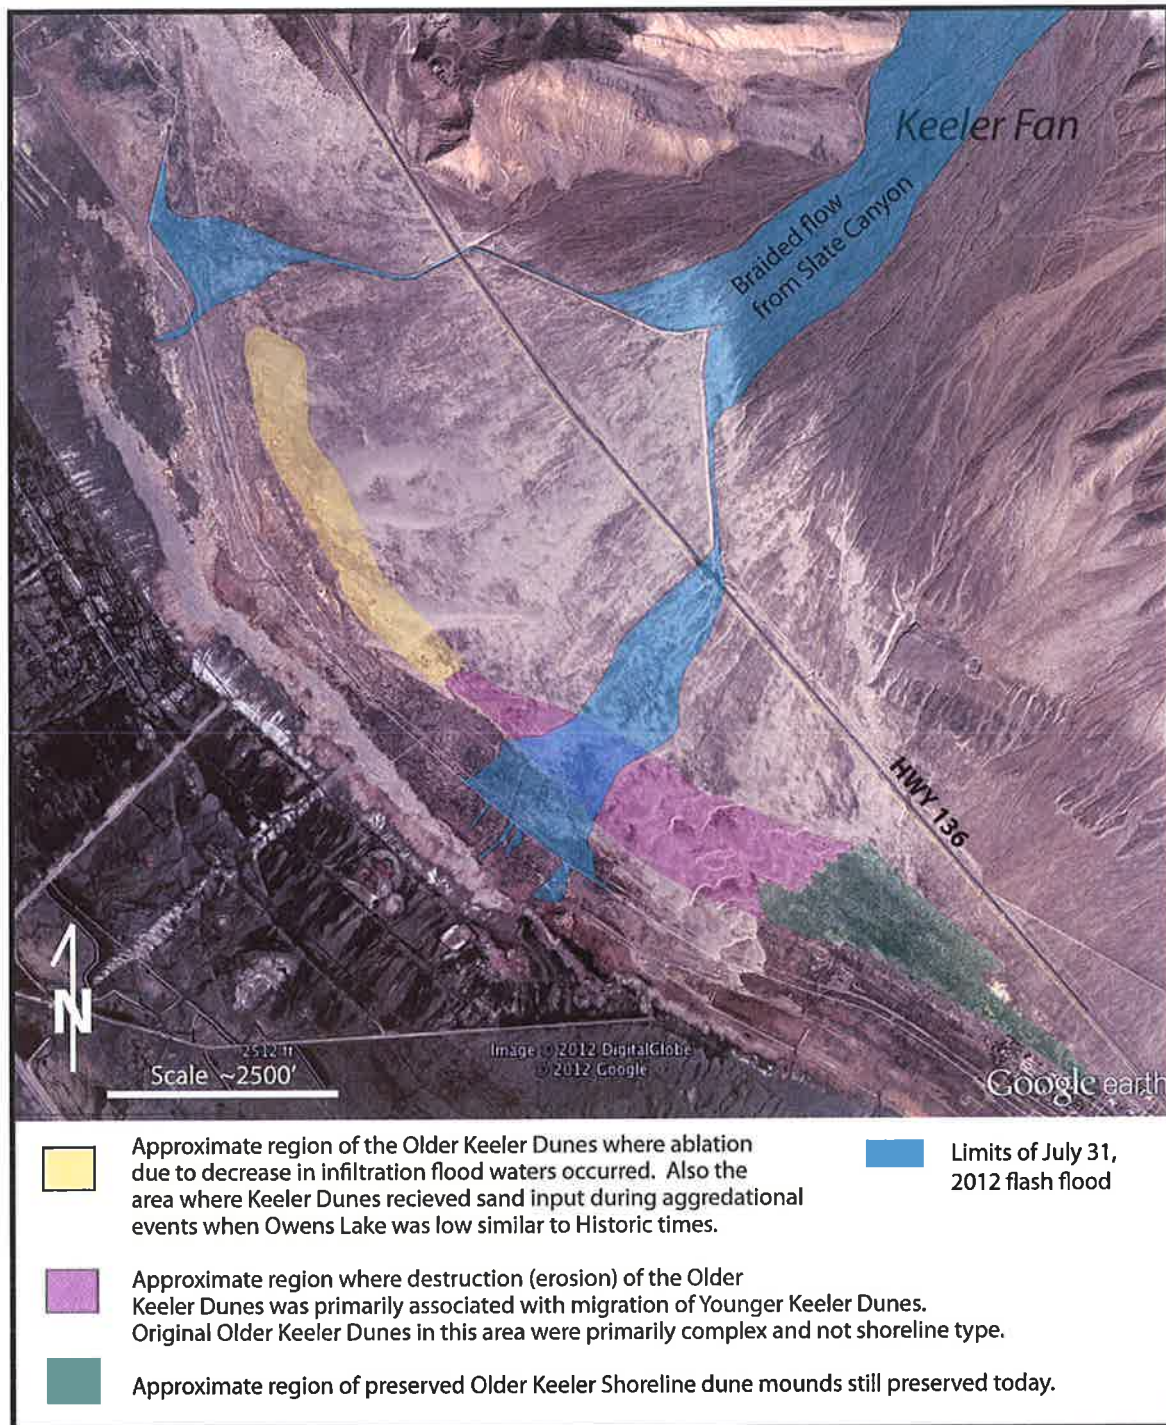 Keeler Fan
Braided flow
from Slate Canyon
HWY 136
N
2512 ft
Scale ~2500'
Image © 2012 DigitalGlobe
© 2012 Google
Google earth
Approximate region of the Older Keeler Dunes where ablation
due to decrease in infiltration flood waters occurred. Also the
area where Keeler Dunes recieved sand input during aggredational
events when Owens Lake was low similar to Historic times.
Limits of July 31,
2012 flash flood
Approximate region where destruction (erosion) of the Older
Keeler Dunes was primarily associated with migration of Younger Keeler Dunes.
Original Older Keeler Dunes in this area were primarily complex and not shoreline type.
Approximate region of preserved Older Keeler Shoreline dune mounds still preserved today.